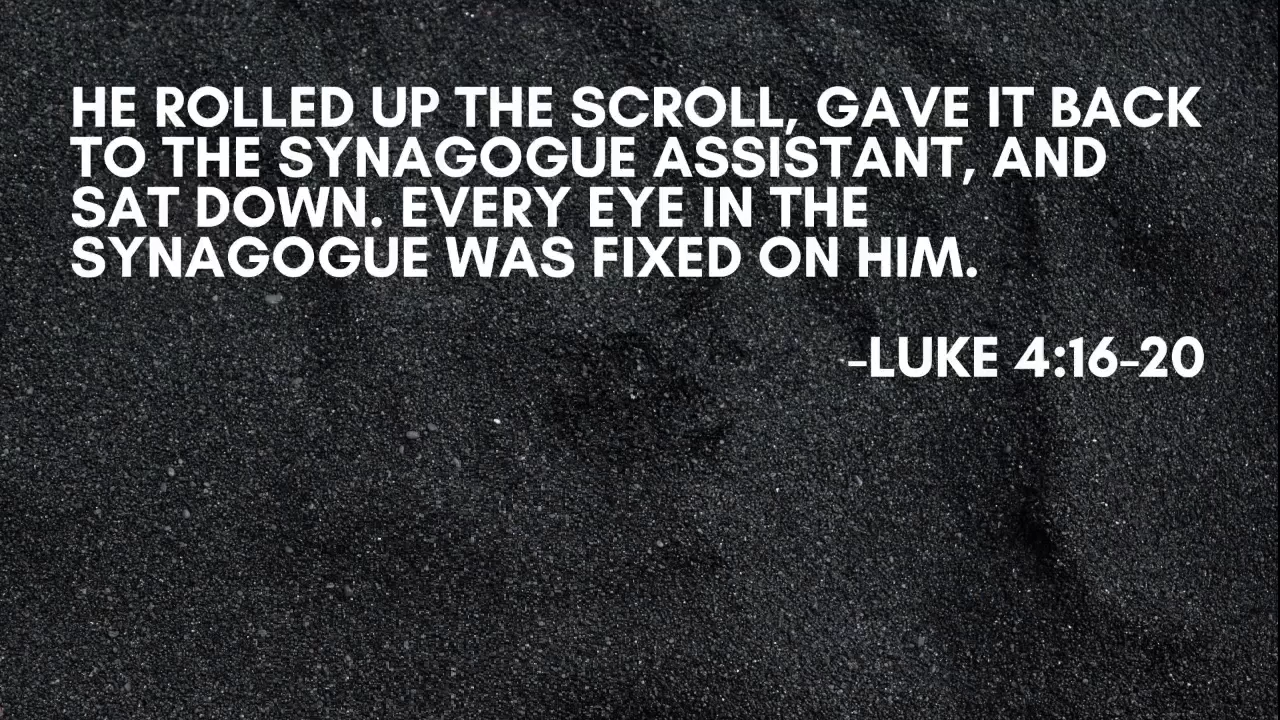 HE ROLLED UP THE SCROLL, GAVE IT BACK
TO THE SYNAGOGUE ASSISTANT, AND
SAT DOWN. EVERY EYE IN THE
SYNAGOGUE WAS FIXED ON HIM.
-LUKE 4:16-20